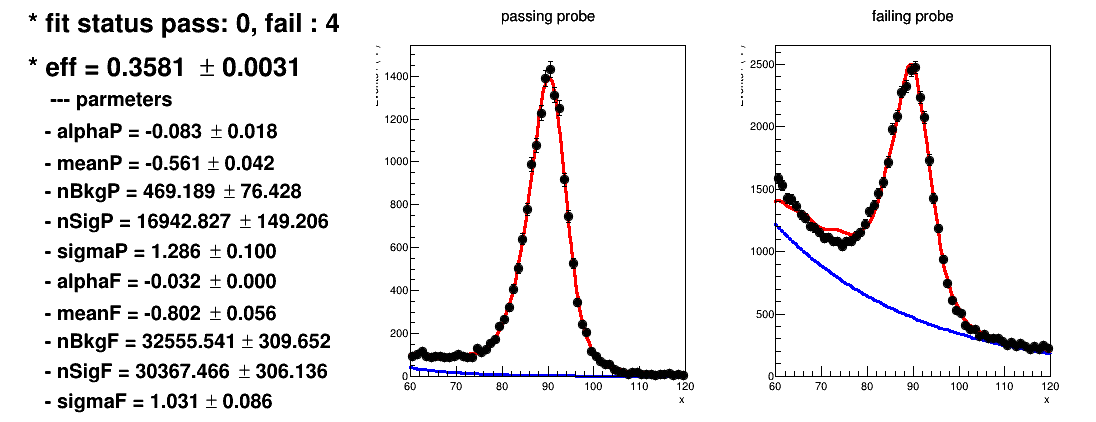 * fit status pass: 0, fail : 4
* eff = 0.3581 ± 0.0031
--- parmeters
- alphaP = -0.083 ± 0.018
- meanP = -0.561 ± 0.042
- nBkgP = 469.189 ± 76.428
- nSigP = 16942.827 ± 149.206
- sigmaP = 1.286 ± 0.100
- alphaF = -0.032 ± 0.000
- meanF = -0.802 ± 0.056
- nBkgF = 32555.541 ± 309.652
- nSigF = 30367.466 ± 306.136
- sigmaF = 1.031 ± 0.086
passing probe
1400
1200
1000
800
600
400
200
0
60 70 80 90 100 110 120
x
failing probe
2500
2000
1500
1000
500
0
60 70 80 90 100 110 120
x